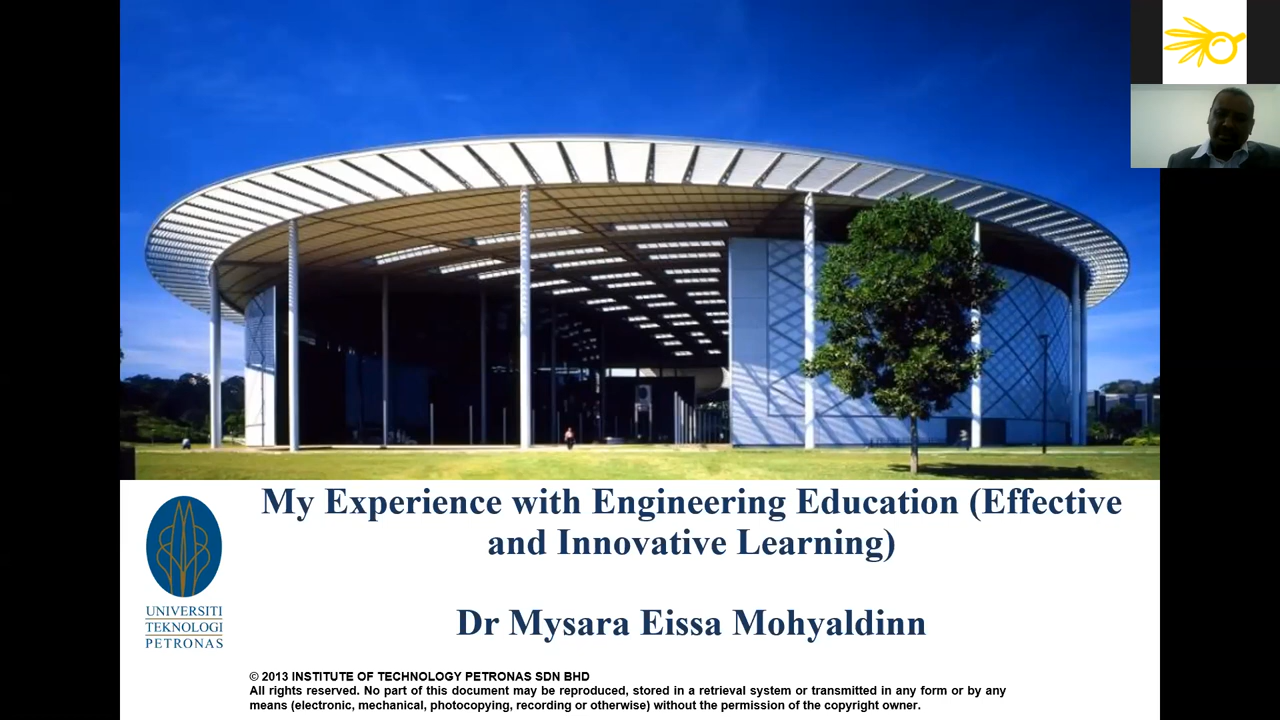 My Experience with Engineering Education (Effective
and Innovative Learning)
Dr Mysara Eissa Mohyaldinn
UNIVERSITI
TEKNOLOGI
PETRONAS
© 2013 INSTITUTE OF TECHNOLOGY PETRONAS SDN BHD
All rights reserved. No part of this document may be reproduced, stored in a retrieval system or transmitted in any form or by any
means (electronic, mechanical, photocopying, recording or otherwise) without the permission of the copyright owner.